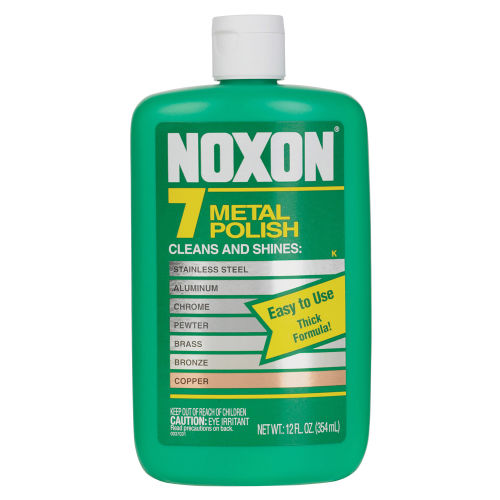 NOXON®
7 METAL
POLISH
CLEANS AND SHINES:
K
STAINLESS STEEL
ALUMINUM
CHROME
PEWTER
BRASS
BRONZE
COPPER
Easy to Use
Thick
Formula!
KEEP OUT OF REACH OF CHILDREN
CAUTION: EYE IRRITANT
Read precautions on back.
NET WT.: 12 FL. OZ. (354 mL)